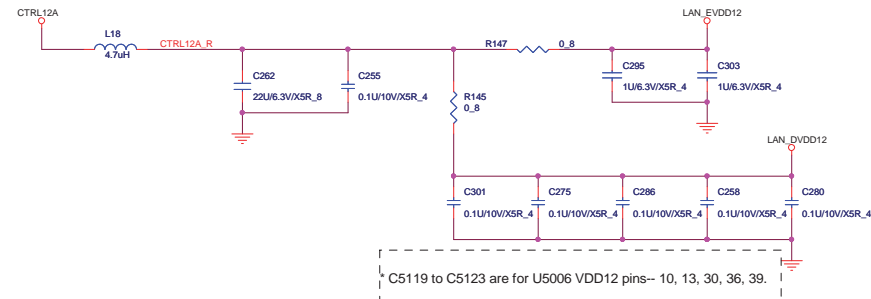 CTRL12A
LAN_EVDD12
L18
CTRL12A_R
R147
0_8
4.7uH
C262
22U/6.3V/X5R_8
C255
0.1U/10V/X5R_4
C295
1U/6.3V/X5R_4
C303
1U/6.3V/X5R_4
R145
0_8
LAN_DVDD12
C301
0.1U/10V/X5R_4
C275
0.1U/10V/X5R_4
C286
0.1U/10V/X5R_4
C258
0.1U/10V/X5R_4
C280
0.1U/10V/X5R_4
* C5119 to C5123 are for U5006 VDD12 pins-- 10, 13, 30, 36, 39.